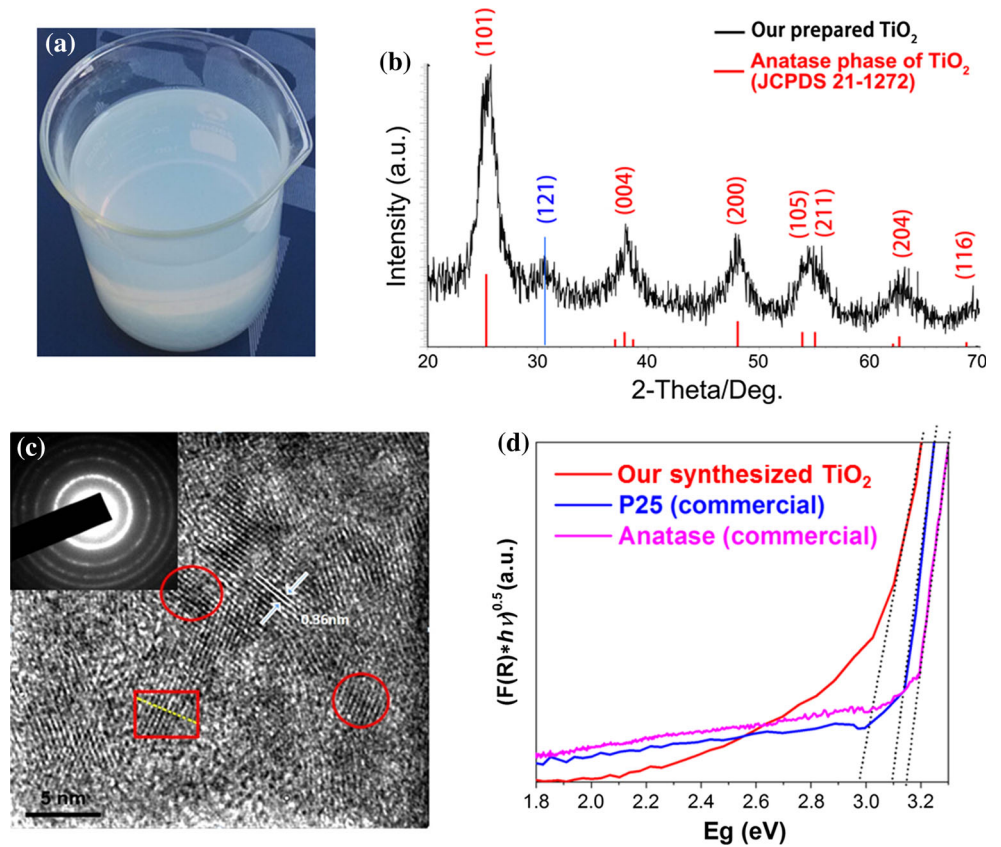 (a)
(b)
(101)
(121)
(004)
(200)
(105)
(211)
(204)
(116)
Our prepared TiO₂
Anatase phase of TiO₂
(JCPDS 21-1272)
Intensity (a.u.)
20 30 40 50 60 70
2-Theta/Deg.
(c)
0.36nm
5 nm
(d)
Our synthesized TiO₂
P25 (commercial)
Anatase (commercial)
(F(R)*hν)^0.5 (a.u.)
1.8 2.0 2.2 2.4 2.6 2.8 3.0 3.2
Eg (eV)